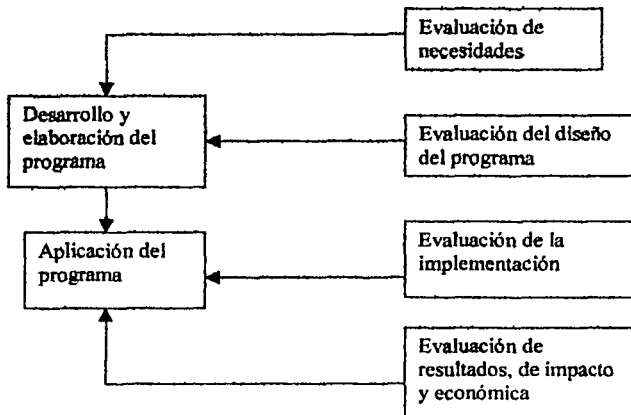 Evaluación de
necesidades
Desarrollo y
elaboración del
programa
Evaluación del diseño
del programa
Aplicación del
programa
Evaluación de la
implementación
Evaluación de
resultados, de impacto
y económica